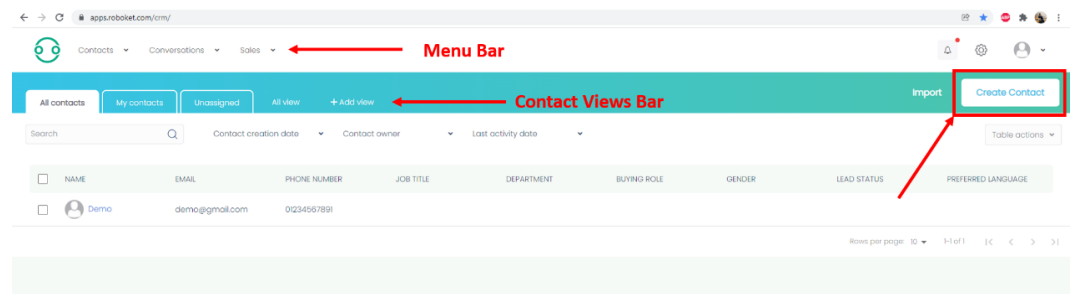 apps.roboket.com/crm/
Contacts Conversations Sales Menu Bar
All contacts My contacts Unassigned All view + Add view Contact Views Bar Import Create Contact
Search Contact creation date Contact owner Last activity date Table actions
NAME EMAIL PHONE NUMBER JOB TITLE DEPARTMENT BUYING ROLE GENDER LEAD STATUS PREFERRED LANGUAGE
Demo demo@gmail.com 01234567891
Rows per page: 10 1-1 of 1